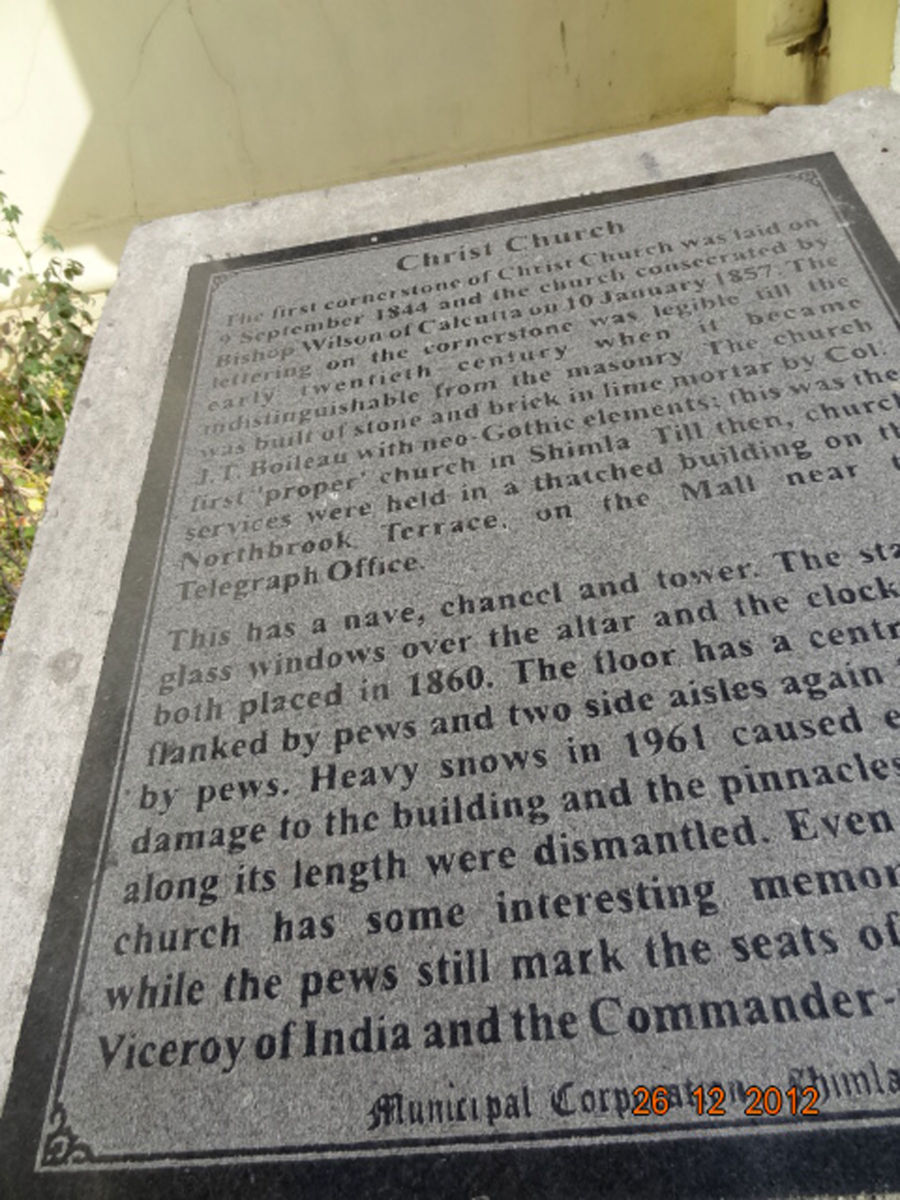 Christ Church
The first cornerstone of Christ Church was laid on
9 September 1844 and the church consecrated by
Bishop Wilson of Calcutta on 10 January 1857. The
lettering on the cornerstone was legible till the
early twentieth century when it became
indistinguishable from the masonry. The church
was built of stone and brick in lime mortar by Col.
J.T. Boileau with neo-Gothic elements; this was the
first 'proper' church in Shimla. Till then, church
services were held in a thatched building on
Northbrook Terrace, on the Mall near
Telegraph Office.
This has a nave, chancel and tower. The
glass windows over the altar and the clock
both placed in 1860. The floor has a
flanked by pews and two side aisles again
by pews. Heavy snows in 1961 caused
damage to the building and the pinnacles
along its length were dismantled. Even
church has some interesting
while the pews still mark the seats of
Viceroy of India and the Commander-
Municipal Corporation, Shimla
26 12 2012